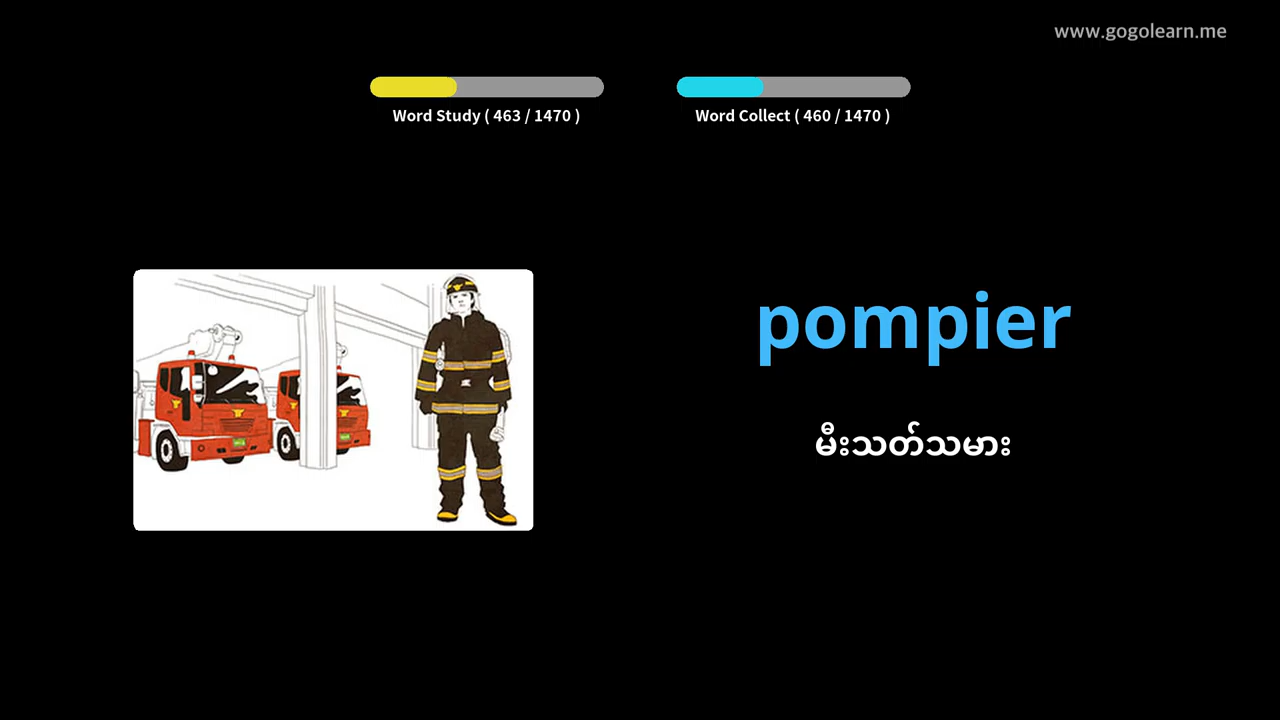 www.gogolearn.me
Word Study ( 463 / 1470 )
Word Collect ( 460 / 1470 )
pompier
မီးသတ်သမား